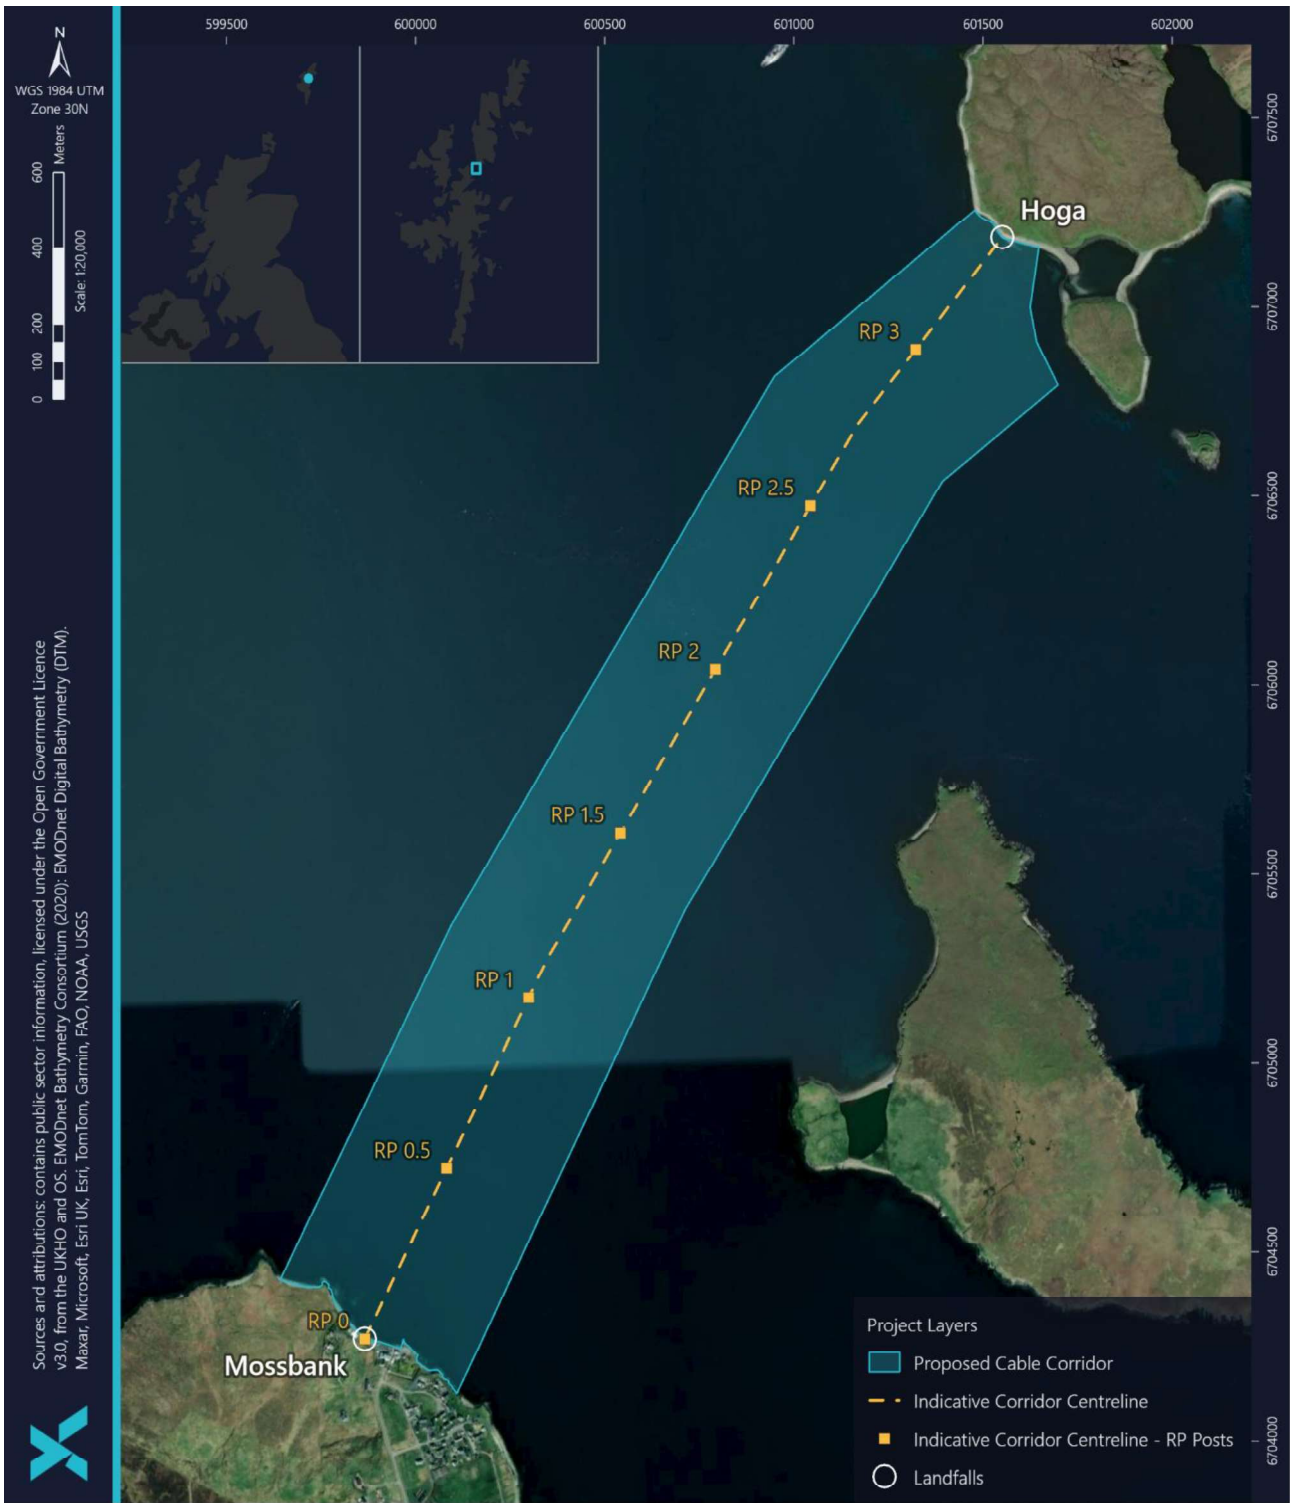 599500
600000
600500
601000
601500
602000
N
WGS 1984 UTM
Zone 30N
Meters
0
100
200
400
600
Scale: 1:20,000
6707500
6707000
6706500
6706000
6705500
6705000
6704500
6704000
Hoga
RP 3
RP 2.5
RP 2
RP 1.5
RP 1
RP 0.5
RP 0
Mossbank
Sources and attributions: contains public sector information, licensed under the Open Government Licence
v3.0, from the UKHO and OS. EMODnet Bathymetry Consortium (2020): EMODnet Digital Bathymetry (DTM).
Maxar, Microsoft, Esri UK, Esri, TomTom, Garmin, FAO, NOAA, USGS
Project Layers
Proposed Cable Corridor
Indicative Corridor Centreline
Indicative Corridor Centreline - RP Posts
Landfalls